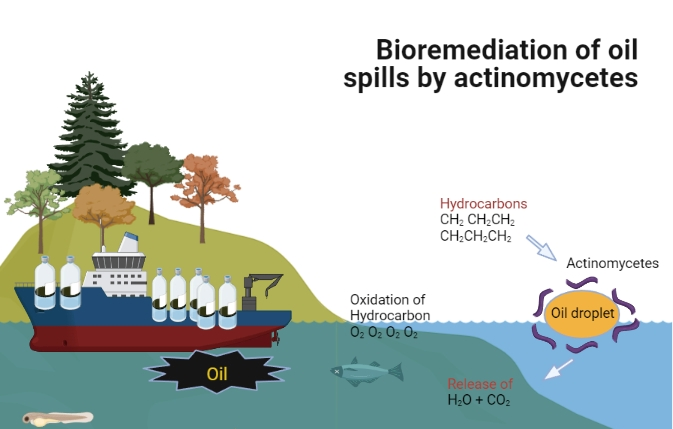 Bioremediation of oil
spills by actinomycetes
Hydrocarbons
CH₂ CH₂CH₂
CH₂CH₂CH₂
Actinomycetes
Oil droplet
Oxidation of
Hydrocarbon
O₂ O₂ O₂ O₂
Oil
Release of
H₂O + CO₂